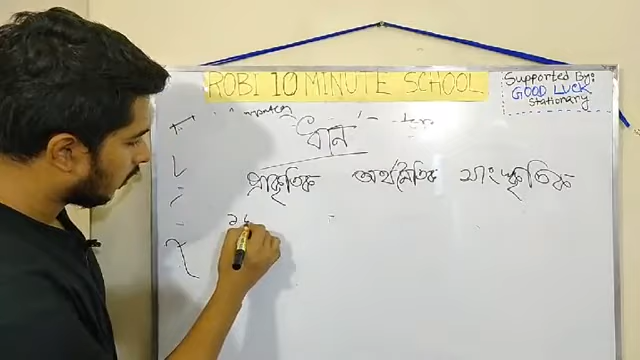 ROBI 10 MINUTE SCHOOL
Supported By:
GOOD LUCK
Stationary
ধান
প্রাকৃতিক অর্থনৈতিক সাংস্কৃতিক